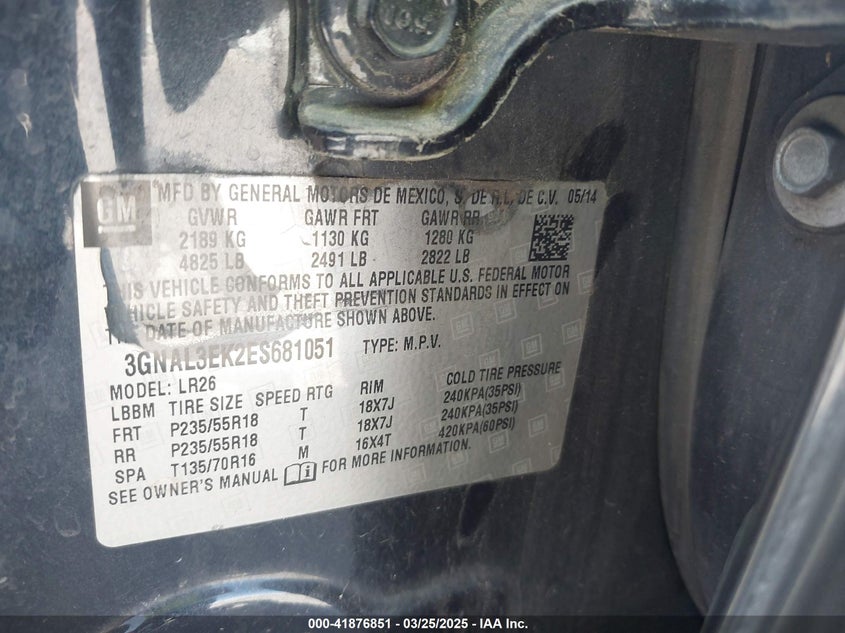 GM
MFD BY GENERAL MOTORS DE MEXICO, S. DE R.L. DE C.V. 05/14
GVWR GAWR FRT GAWR RR
2189 KG 1130 KG 1280 KG
4825 LB 2491 LB 2822 LB
THIS VEHICLE CONFORMS TO ALL APPLICABLE U.S. FEDERAL MOTOR
VEHICLE SAFETY AND THEFT PREVENTION STANDARDS IN EFFECT ON
THE DATE OF MANUFACTURE SHOWN ABOVE.
3GNAL3EK2ES681051 TYPE: M.P.V.
MODEL: LR26
LBBM TIRE SIZE SPEED RTG RIM COLD TIRE PRESSURE
FRT P235/55R18 T 18X7J 240KPA(35PSI)
RR P235/55R18 T 18X7J 240KPA(35PSI)
SPA T135/70R16 M 16X4T 420KPA(60PSI)
SEE OWNER'S MANUAL FOR MORE INFORMATION.
000-41876851 - 03/25/2025 - IAA Inc.